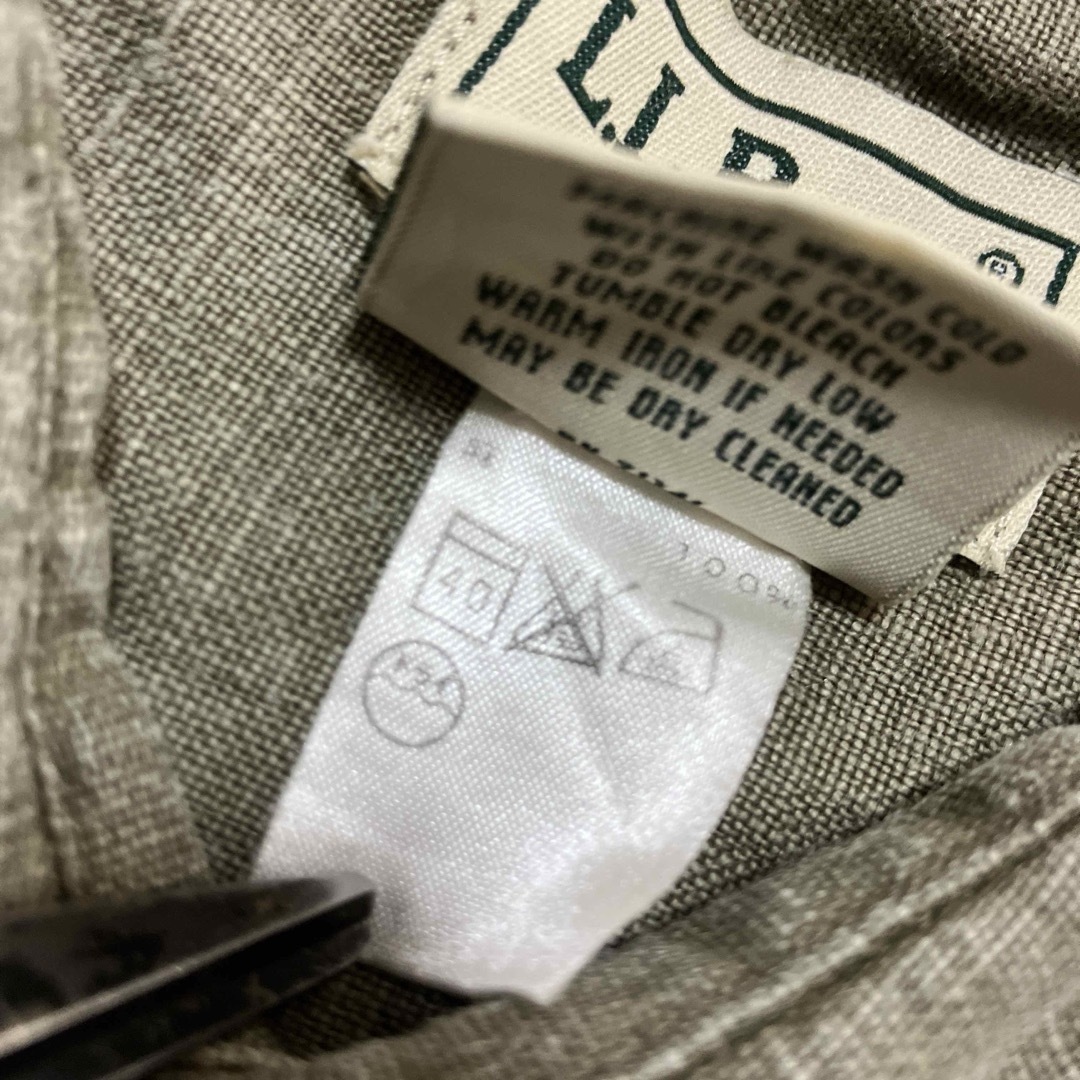 L.L.B
®
MACHINE WASH COLD
WITH LIKE COLORS
DO NOT BLEACH
TUMBLE DRY LOW
WARM IRON IF NEEDED
MAY BE DRY CLEANED
100%
40